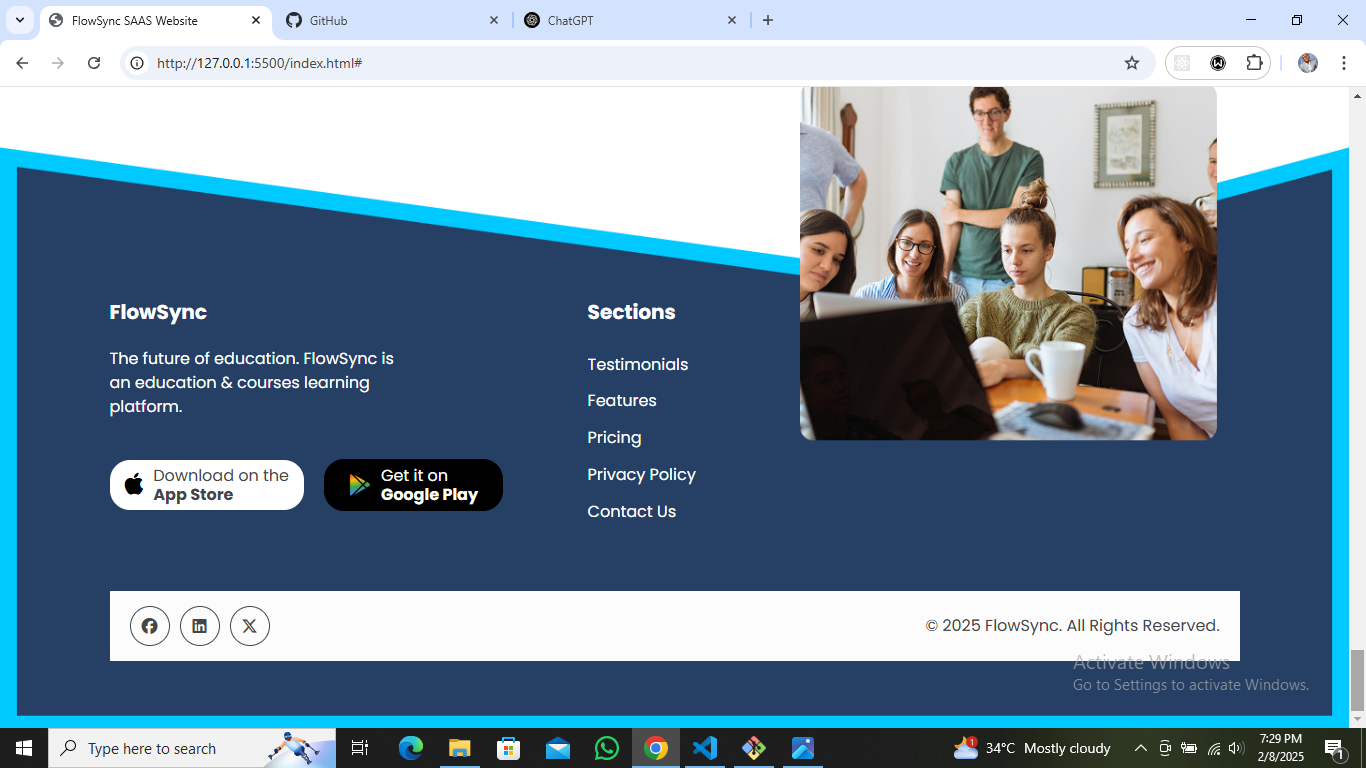 FlowSync SAAS Website
GitHub
ChatGPT
http://127.0.0.1:5500/index.html#
FlowSync
The future of education. FlowSync is
an education & courses learning
platform.
Download on the
App Store
Get it on
Google Play
Sections
Testimonials
Features
Pricing
Privacy Policy
Contact Us
© 2025 FlowSync. All Rights Reserved.
Activate Windows
Go to Settings to activate Windows.
Type here to search
1
34°C Mostly cloudy
7:29 PM
2/8/2025
1